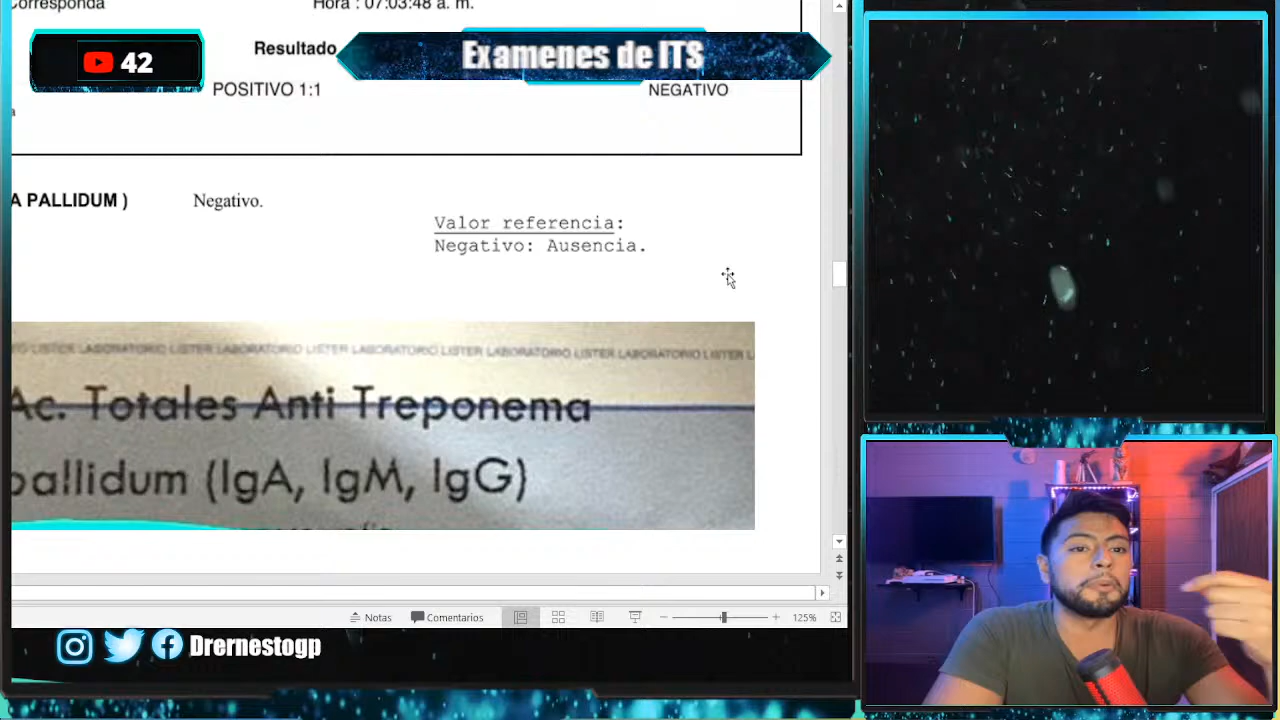 Corresponda
Hora : 07:03:48 a. m.
42
Resultado
Examenes de ITS
POSITIVO 1:1
NEGATIVO
a
A PALLIDUM )
Negativo.
Valor referencia:
Negativo: Ausencia.
LISTER LABORATORIO LISTER LABORATORIO LISTER LABORATORIO LISTER LABORATORIO LISTER L
Ac. Totales Anti Treponema
pallidum (IgA, IgM, IgG)
Notas
Comentarios
125%
Drernestogp